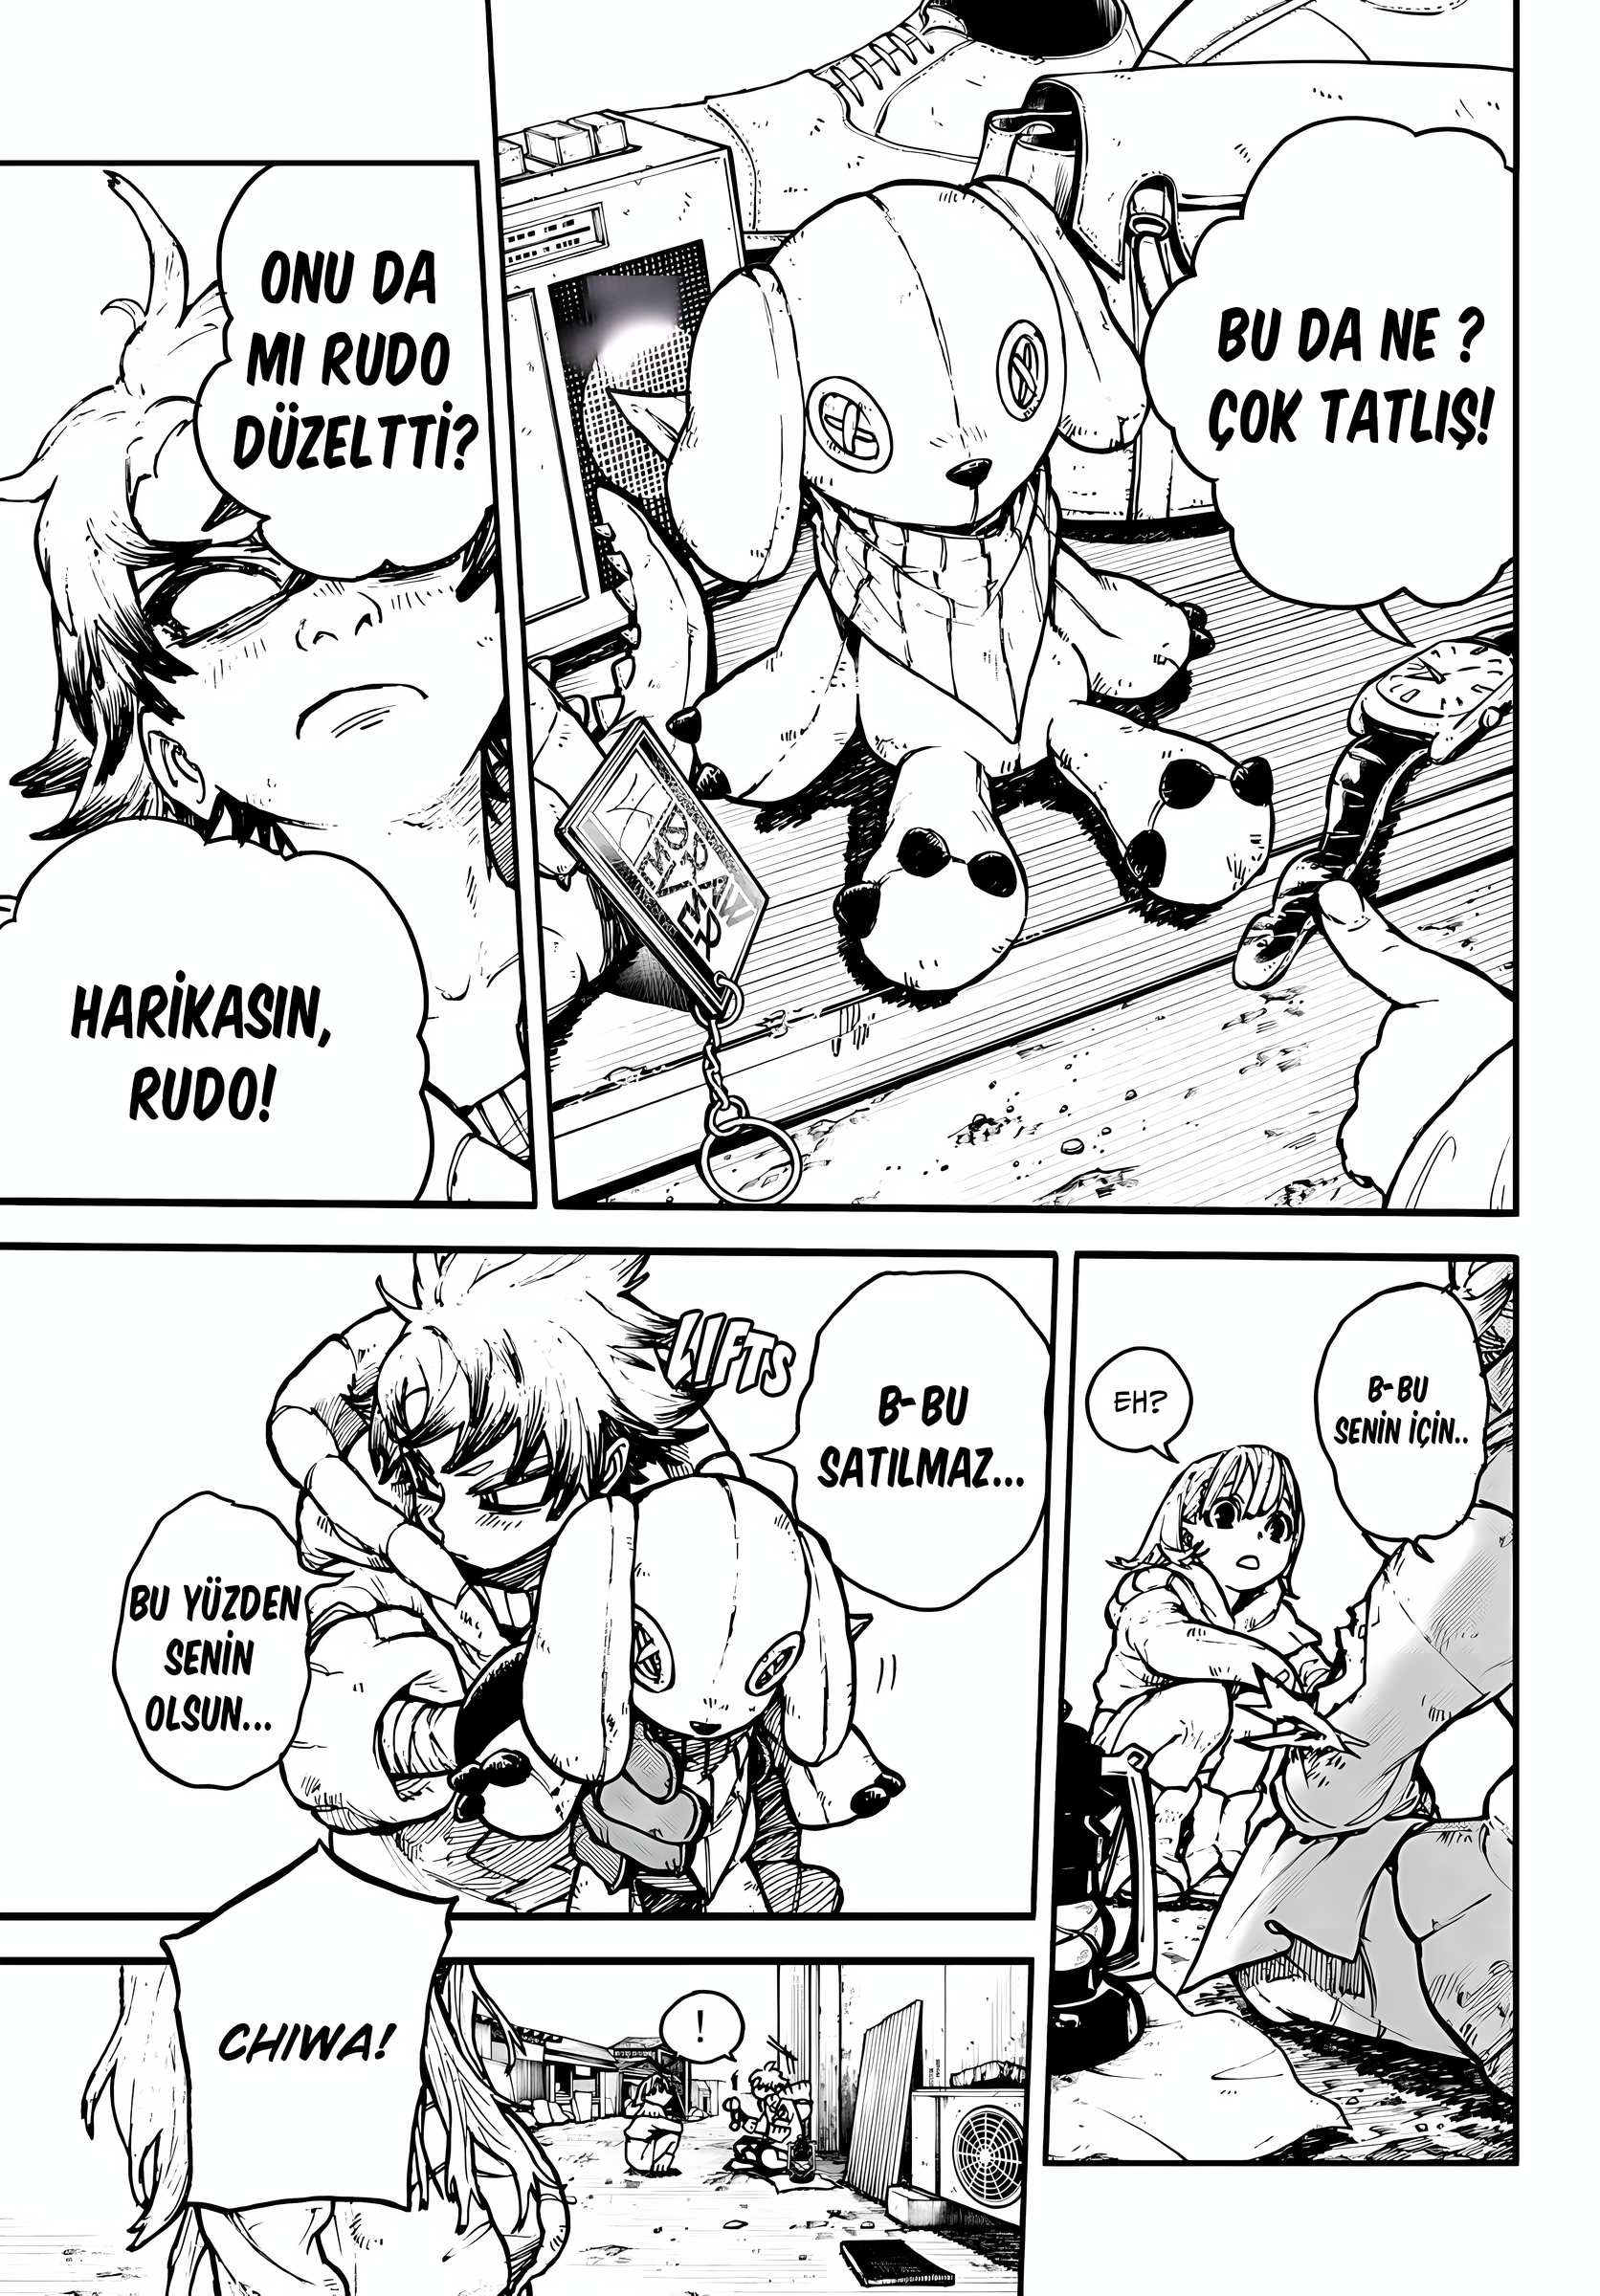 BU DA NE ?
ÇOK TATLIŞ!
ONU DA
MI RUDO
DÜZELTTİ?
HARİKASIN,
RUDO!
B-BU
SENİN İÇİN..
EH?
LIFTS
B-BU
SATILMAZ...
BU YÜZDEN
SENİN
OLSUN...
!
CHIWA!